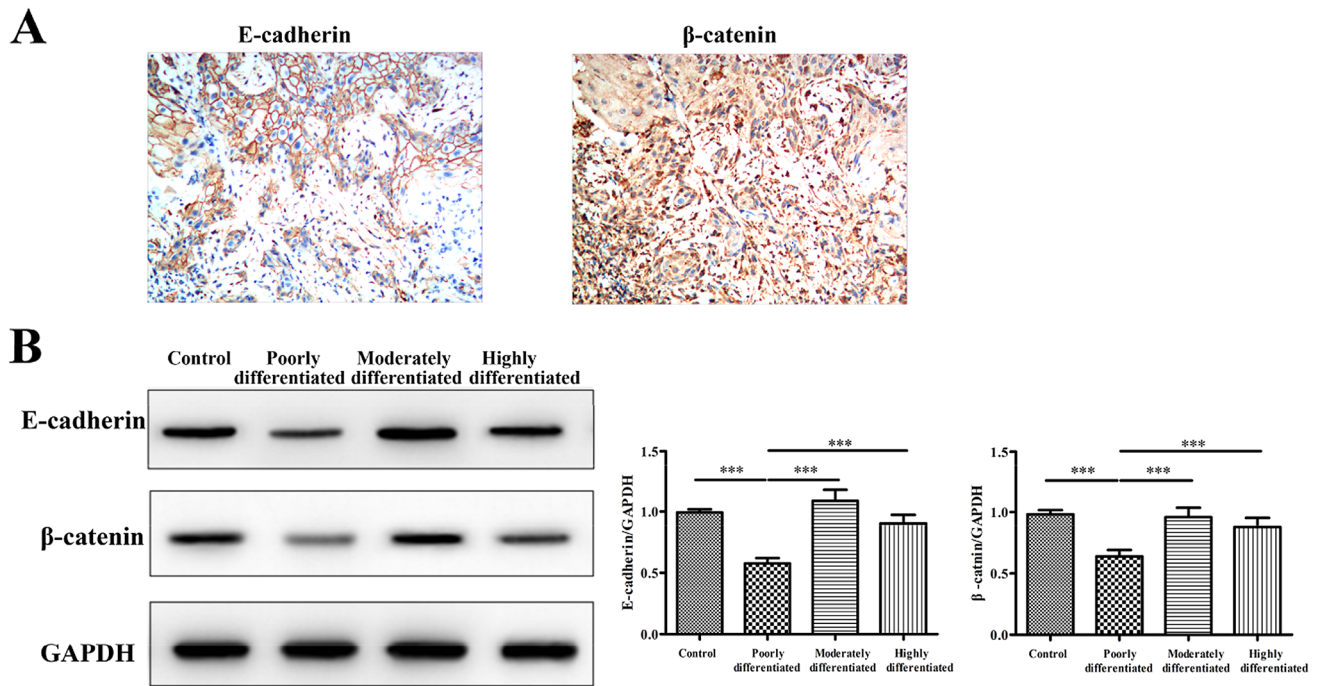 A
E-cadherin
β-catenin
B
Control Poorly differentiated Moderately differentiated Highly differentiated
E-cadherin
β-catenin
GAPDH
E-cadherin/GAPDH
1.5
1.0
0.5
0.0
***
***
***
Control
Poorly differentiated
Moderately differentiated
Highly differentiated
β -catnin/GAPDH
1.5
1.0
0.5
0.0
***
***
***
Control
Poorly differentiated
Moderately differentiated
Highly differentiated